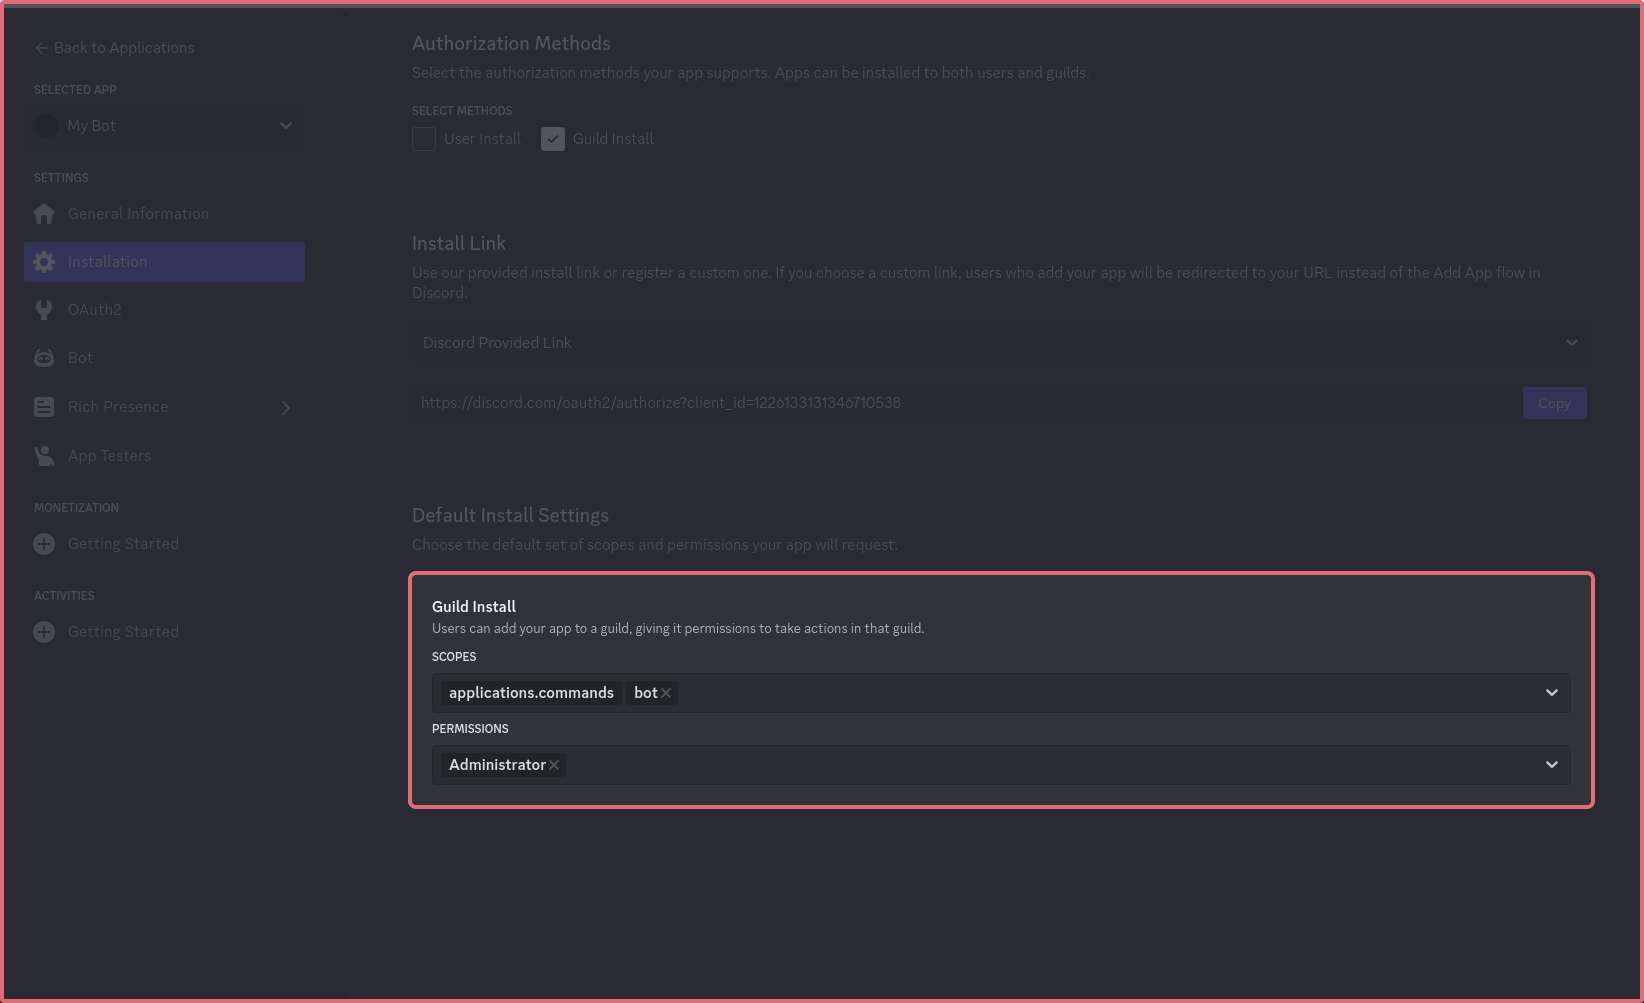 Back to Applications
SELECTED APP
My Bot
SETTINGS
General Information
Installation
OAuth2
Bot
Rich Presence
App Testers
MONETIZATION
Getting Started
ACTIVITIES
Getting Started
Authorization Methods
Select the authorization methods your app supports. Apps can be installed to both users and guilds.
SELECT METHODS
User Install Guild Install
Install Link
Use our provided install link or register a custom one. If you choose a custom link, users who add your app will be redirected to your URL instead of the Add App flow in
Discord.
Discord Provided Link
https://discord.com/oauth2/authorize?client_id=1226133131346710538 Copy
Default Install Settings
Choose the default set of scopes and permissions your app will request.
Guild Install
Users can add your app to a guild, giving it permissions to take actions in that guild.
SCOPES
applications.commands bot
PERMISSIONS
Administrator